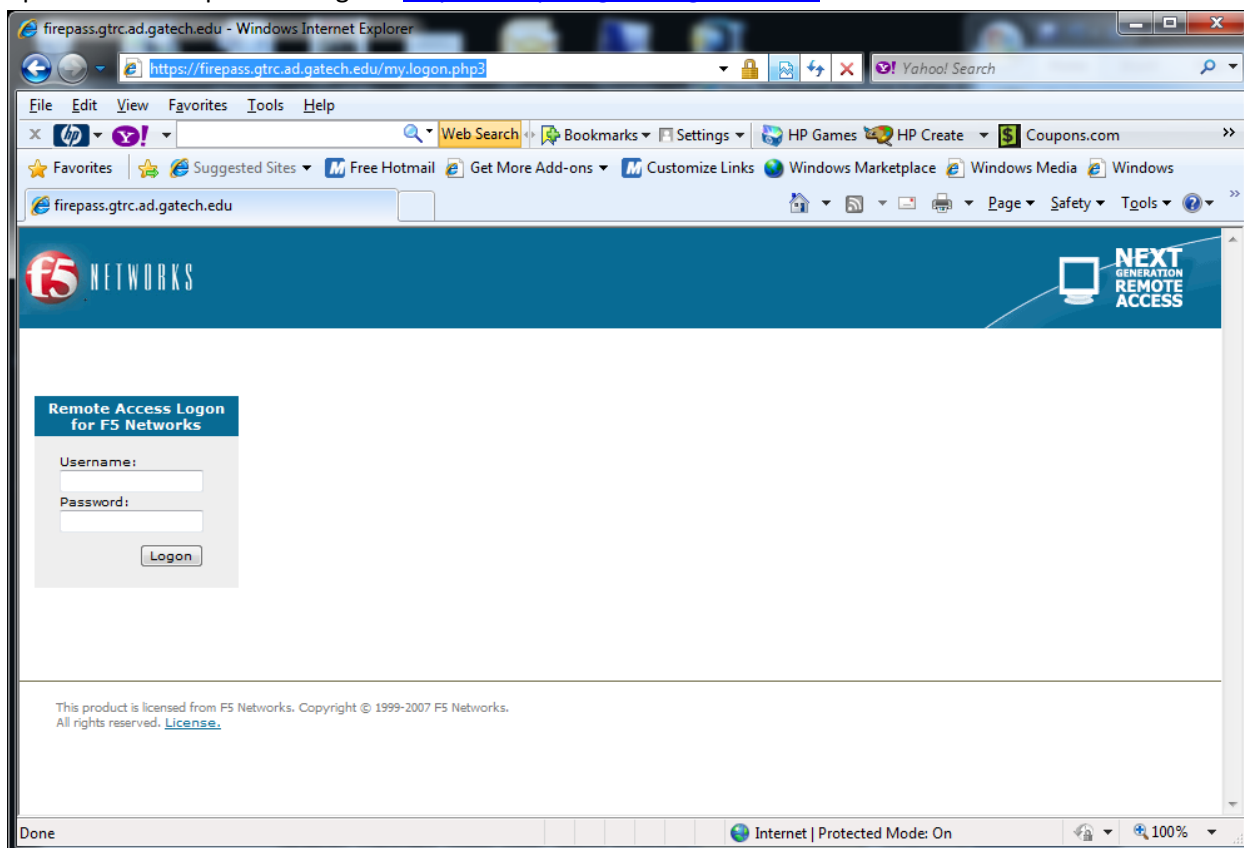 firepass.gtrc.ad.gatech.edu - Windows Internet Explorer
https://firepass.gtrc.ad.gatech.edu/my.logon.php3 Yahoo! Search
File Edit View Favorites Tools Help
hp Y! Web Search Bookmarks Settings HP Games HP Create $ Coupons.com »
Favorites Suggested Sites Free Hotmail Get More Add-ons Customize Links Windows Marketplace Windows Media Windows
firepass.gtrc.ad.gatech.edu Page Safety Tools »
f5 NETWORKS
NEXT
GENERATION
REMOTE
ACCESS
Remote Access Logon
for F5 Networks
Username:
Password:
Logon
This product is licensed from F5 Networks. Copyright © 1999-2007 F5 Networks.
All rights reserved. License.
Done Internet | Protected Mode: On 100%